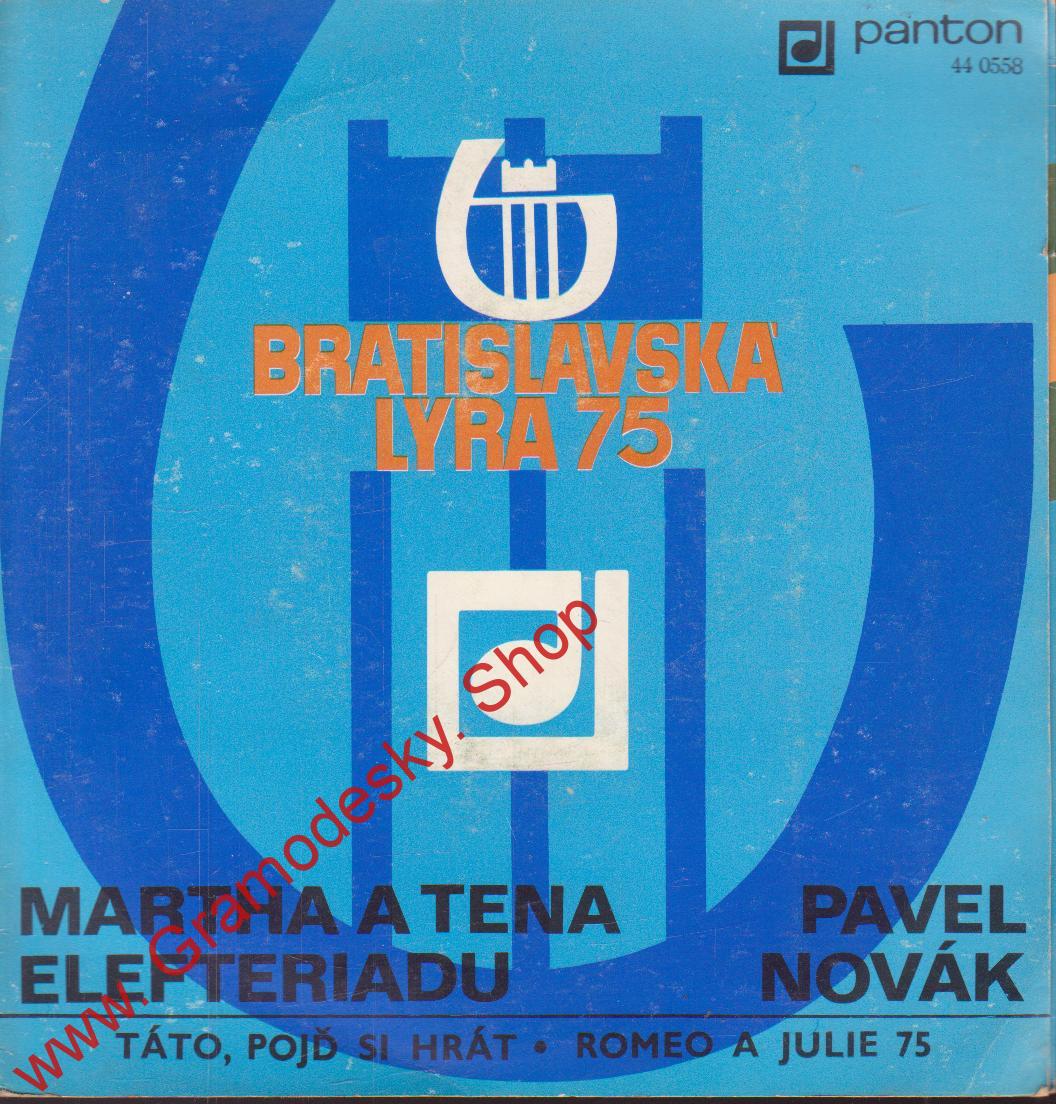 panton
44 0558
BRATISLAVSKÁ
LYRA 75
MARTHA A TENA
ELEFTERIADU
PAVEL
NOVÁK
TÁTO, POJĎ SI HRÁT • ROMEO A JULIE 75
www.Gramodesky. Shop